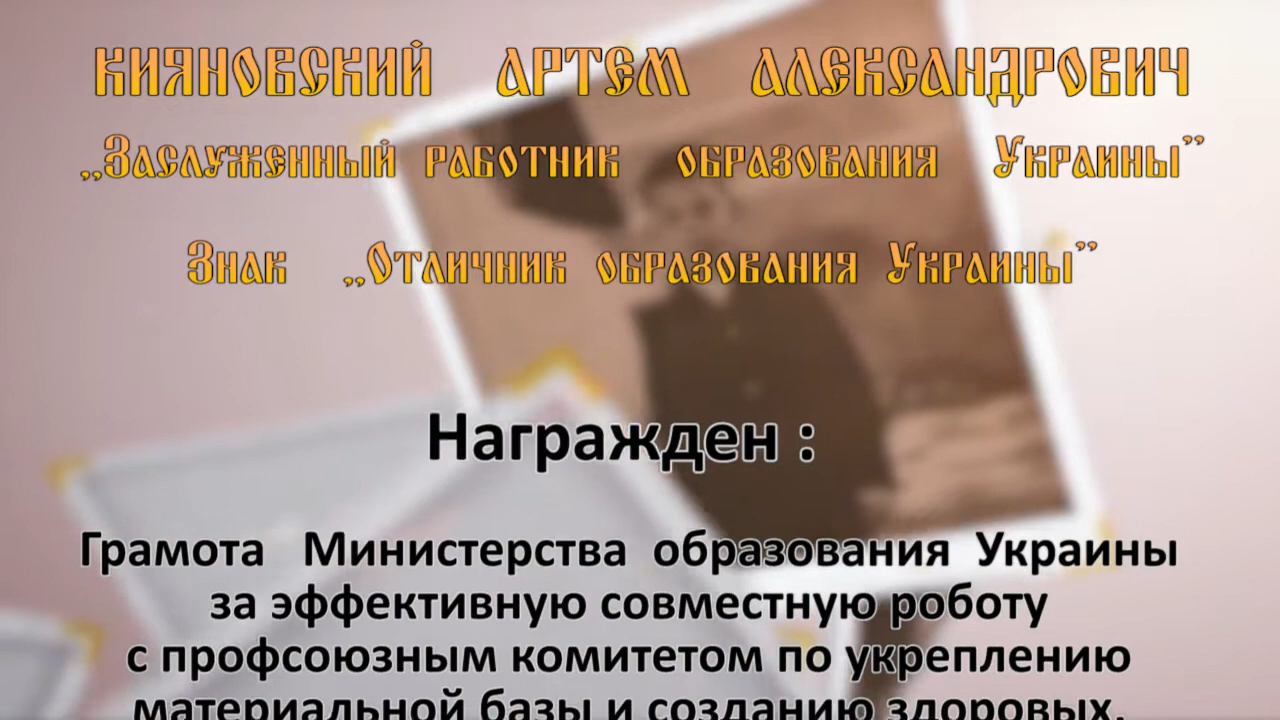 КИЯНОВСКИЙ АРТЕМ АЛЕКСАНДРОВИЧ
„Заслуженный работник образования Украины”
Знак „Отличник образования Украины”
Награжден :
Грамота Министерства образования Украины
за эффективную совместную роботу
с профсоюзным комитетом по укреплению
материальной базы и созданию здоровых,